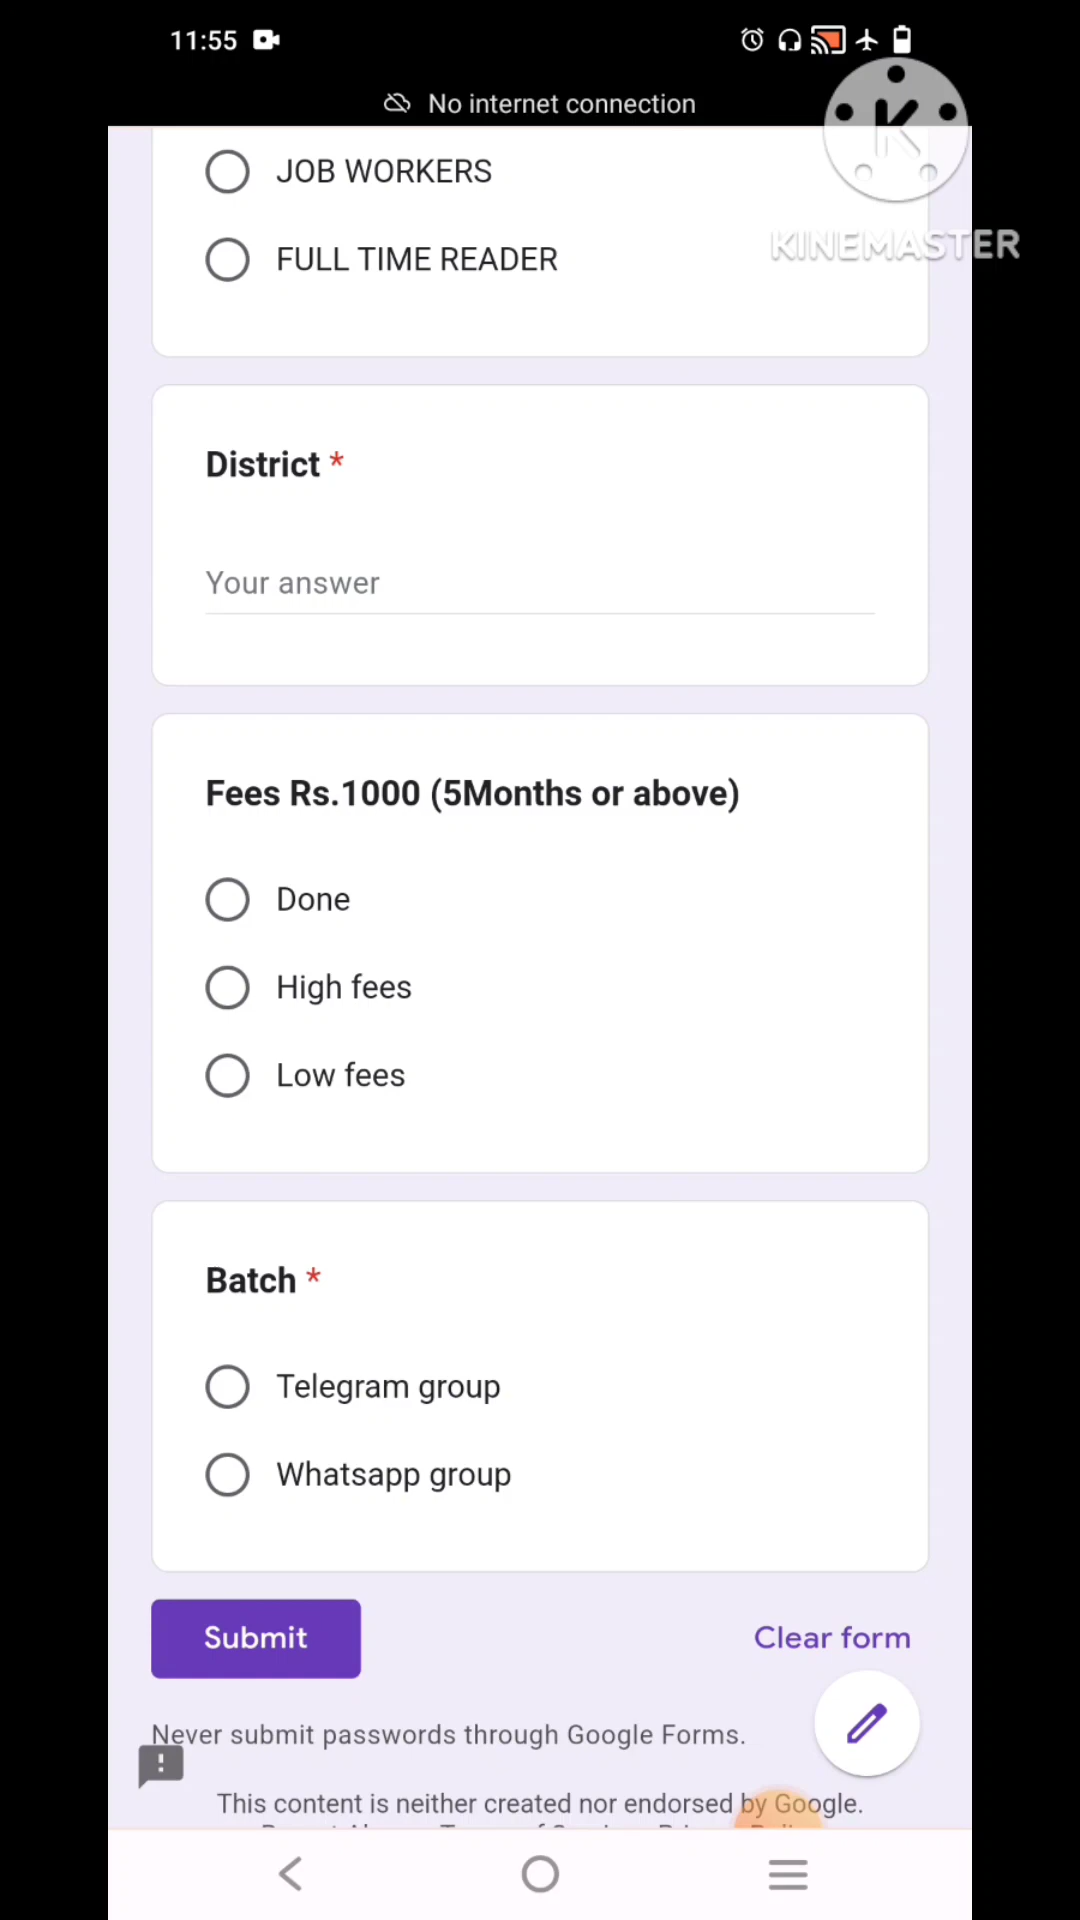 11:55
No internet connection
K
KINEMASTER
JOB WORKERS
FULL TIME READER
District *
Your answer
Fees Rs.1000 (5Months or above)
Done
High fees
Low fees
Batch *
Telegram group
Whatsapp group
Submit
Clear form
Never submit passwords through Google Forms.
This content is neither created nor endorsed by Google.